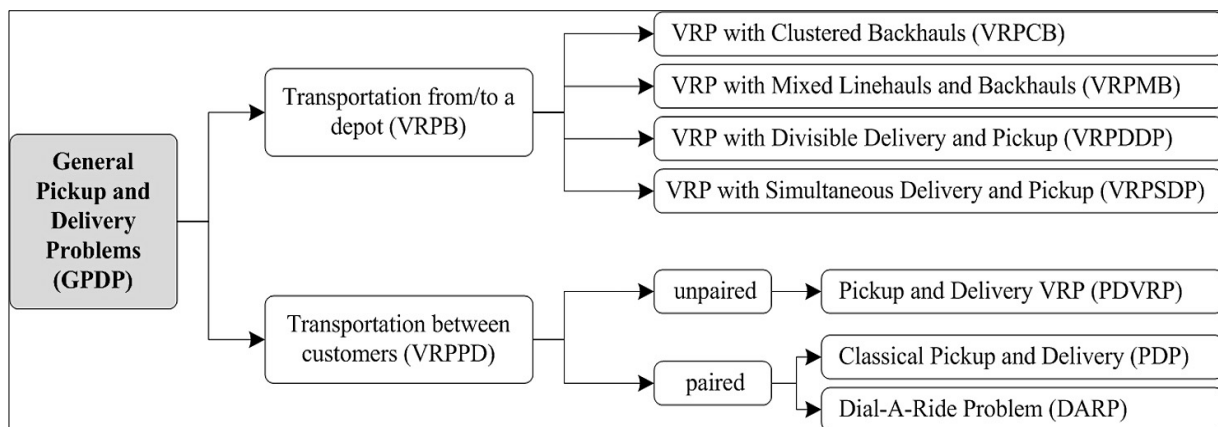 General
Pickup and
Delivery
Problems
(GPDP)
Transportation from/to a
depot (VRPB)
VRP with Clustered Backhauls (VRPCB)
VRP with Mixed Linehauls and Backhauls (VRPMB)
VRP with Divisible Delivery and Pickup (VRPDDP)
VRP with Simultaneous Delivery and Pickup (VRPSDP)
Transportation between
customers (VRPPD)
unpaired
Pickup and Delivery VRP (PDVRP)
paired
Classical Pickup and Delivery (PDP)
Dial-A-Ride Problem (DARP)